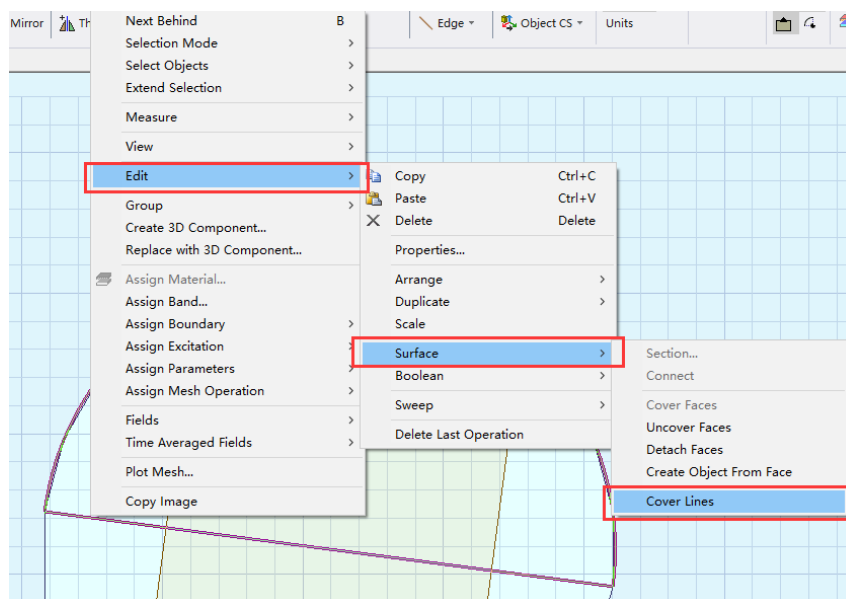 Mirror
Th
Edge
Object CS
Units
Next Behind B
Selection Mode
Select Objects
Extend Selection
Measure
View
Edit
Group
Create 3D Component...
Replace with 3D Component...
Assign Material...
Assign Band...
Assign Boundary
Assign Excitation
Assign Parameters
Assign Mesh Operation
Fields
Time Averaged Fields
Plot Mesh...
Copy Image
Copy Ctrl+C
Paste Ctrl+V
Delete Delete
Properties...
Arrange
Duplicate
Scale
Surface
Boolean
Sweep
Delete Last Operation
Section...
Connect
Cover Faces
Uncover Faces
Detach Faces
Create Object From Face
Cover Lines